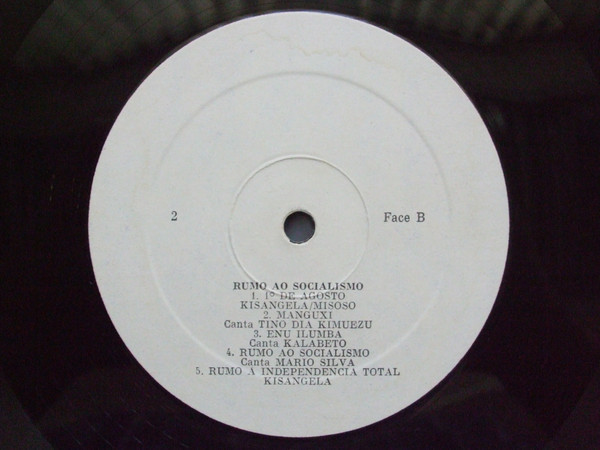 2
Face B
RUMO AO SOCIALISMO
1. 1º DE AGOSTO
KISANGELA/MISOSO
2. MANGUXI
Canta TINO DIA KIMUEZU
3. ENU ILUMBA
Canta KALABETO
4. RUMO AO SOCIALISMO
Canta MARIO SILVA
5. RUMO A INDEPENDENCIA TOTAL
KISANGELA